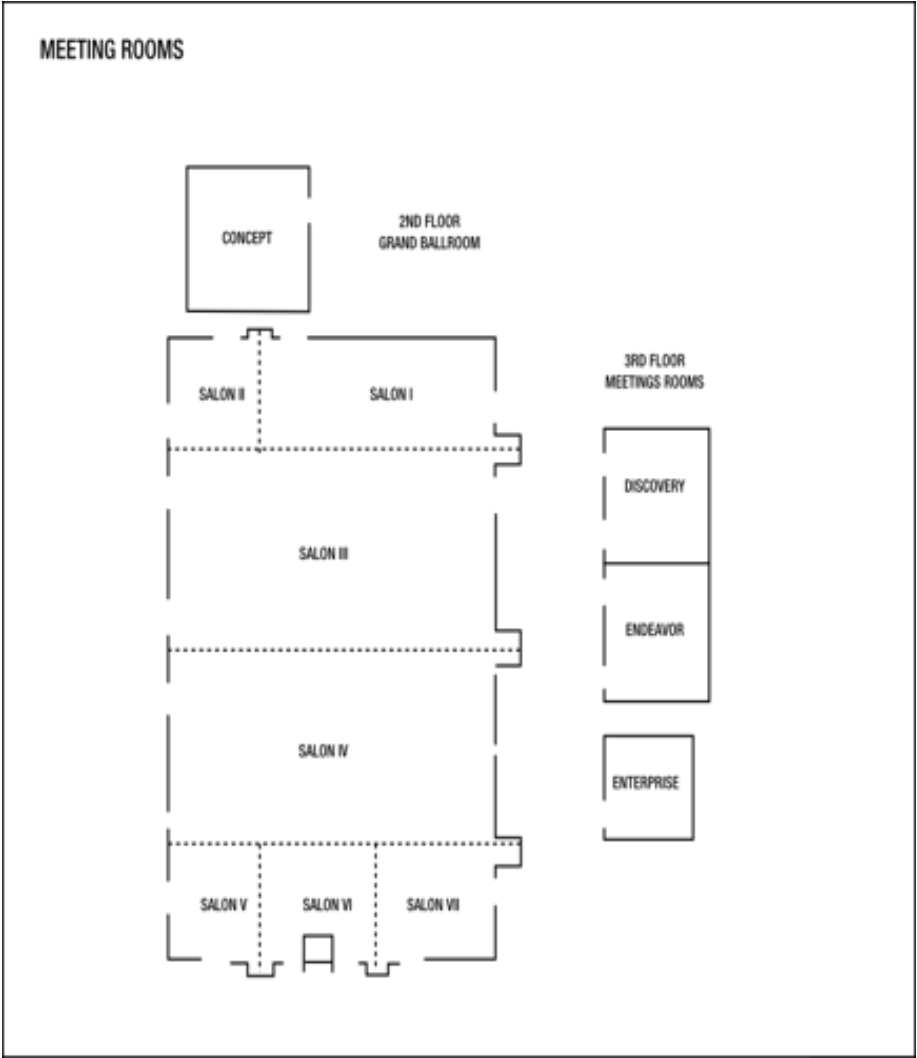 MEETING ROOMS
CONCEPT
2ND FLOOR
GRAND BALLROOM
SALON II
SALON I
3RD FLOOR
MEETINGS ROOMS
DISCOVERY
SALON III
ENDEAVOR
SALON IV
ENTERPRISE
SALON V
SALON VI
SALON VII